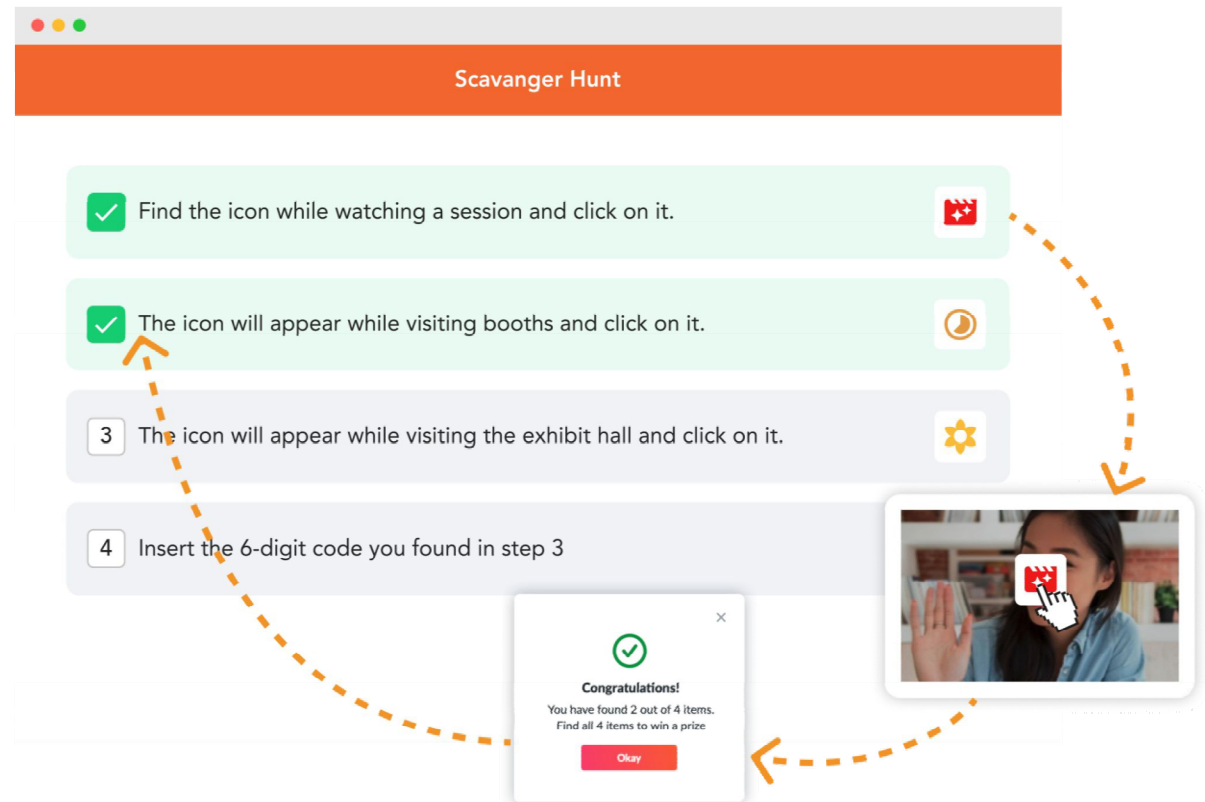 Scavanger Hunt
Find the icon while watching a session and click on it.
The icon will appear while visiting booths and click on it.
3 The icon will appear while visiting the exhibit hall and click on it.
4 Insert the 6-digit code you found in step 3
Congratulations!
You have found 2 out of 4 items.
Find all 4 items to win a prize
Okay